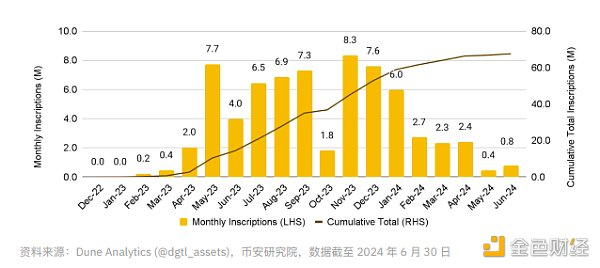 10.0
8.0
6.0
4.0
2.0
0.0
Monthly Inscriptions (M)
80.0
60.0
40.0
20.0
0.0
Cumulative Total Inscriptions (M)
0.0 0.0 0.2 0.4 2.0 7.7 4.0 6.5 6.9 7.3 1.8 8.3 7.6 6.0 2.7 2.3 2.4 0.4 0.8
Dec-22 Jan-23 Feb-23 March-23 Apr-23 May-23 Jun-23 Jul-23 Aug-23 Sep-23 Oct-23 Nov-23 Dec-23 Jan-24 Feb-24 Mar-24 Apr-24 May-24 Jun-24
Monthly Inscriptions (LHS) Cumulative Total (RHS)
资料来源：Dune Analytics (@dgtl_assets)，币安研究院，数据截至 2024 年 6 月 30 日
金色财经